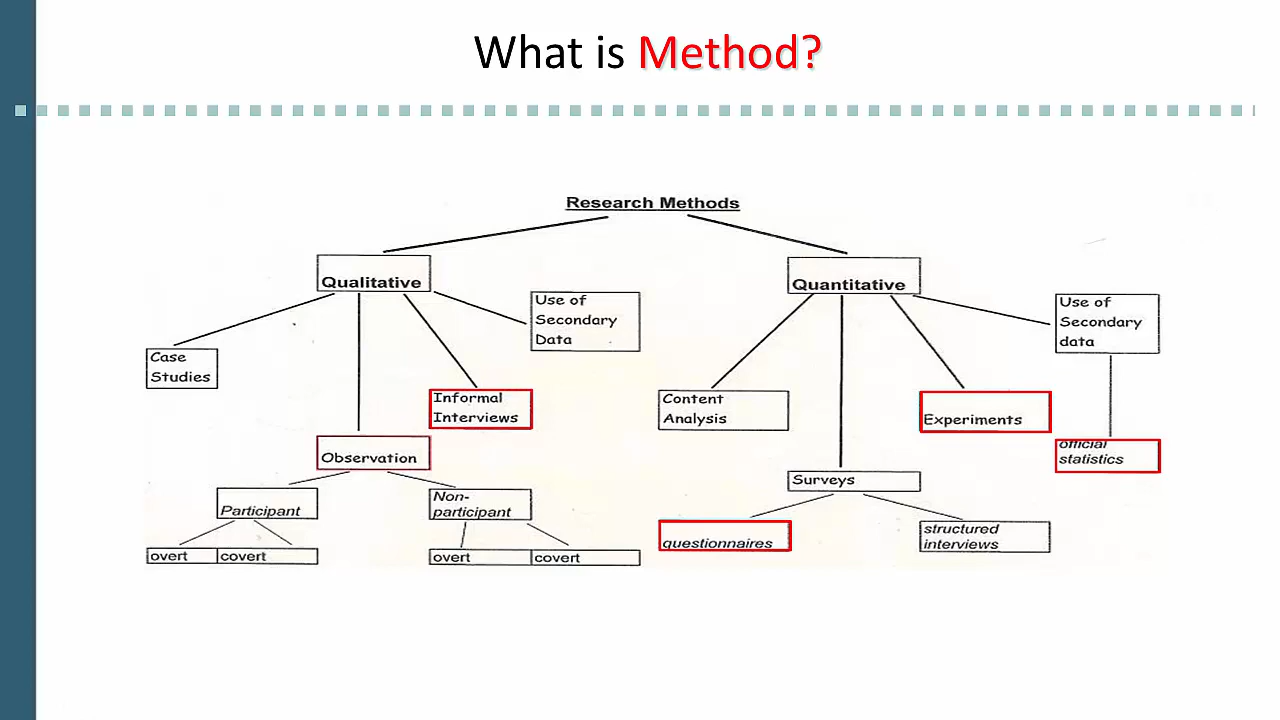 What is Method?
Research Methods
Qualitative
Quantitative
Use of
Secondary
Data
Use of
Secondary
data
Case
Studies
Informal
Interviews
Content
Analysis
Experiments
Observation
official
statistics
Surveys
Participant
Non-
participant
questionnaires
structured
interviews
overt
covert
overt
covert